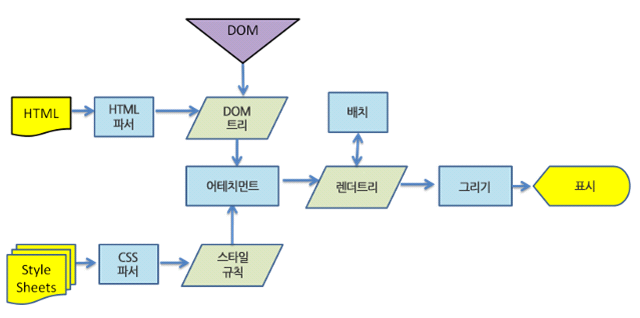 DOM
HTML
HTML
파서
DOM
트리
배치
어테치먼트
렌더트리
그리기
표시
Style
Sheets
CSS
파서
스타일
규칙